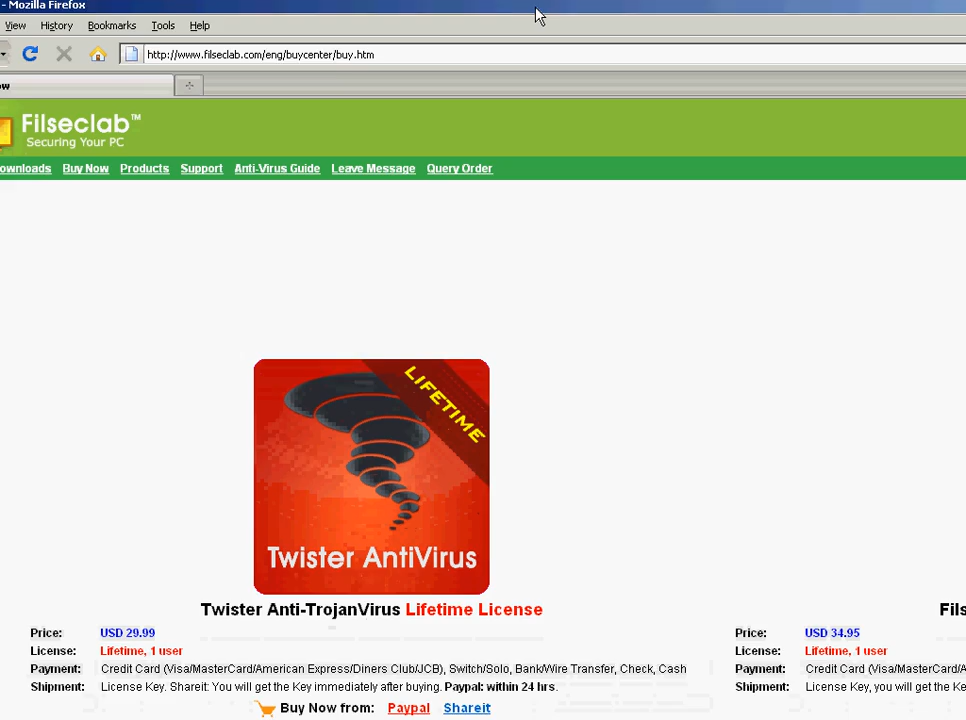 - Mozilla Firefox
View History Bookmarks Tools Help
http://www.filseclab.com/eng/buycenter/buy.htm
ow
Filseclab™
Securing Your PC
ownloads Buy Now Products Support Anti-Virus Guide Leave Message Query Order
LIFETIME
Twister AntiVirus
Twister Anti-TrojanVirus Lifetime License
Fils
Price: USD 29.99
License: Lifetime, 1 user
Payment: Credit Card (Visa/MasterCard/American Express/Diners Club/JCB), Switch/Solo, Bank/Wire Transfer, Check, Cash
Shipment: License Key. Shareit: You will get the Key immediately after buying. Paypal: within 24 hrs.
Buy Now from: Paypal Shareit
Price: USD 34.95
License: Lifetime, 1 user
Payment: Credit Card (Visa/MasterCard/A
Shipment: License Key, you will get the Ke